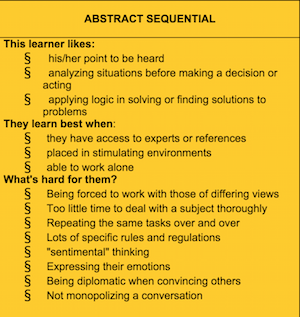 ABSTRACT SEQUENTIAL
This learner likes:
§ his/her point to be heard
§ analyzing situations before making a decision or
acting
§ applying logic in solving or finding solutions to
problems
They learn best when:
§ they have access to experts or references
§ placed in stimulating environments
§ able to work alone
What's hard for them?
§ Being forced to work with those of differing views
§ Too little time to deal with a subject thoroughly
§ Repeating the same tasks over and over
§ Lots of specific rules and regulations
§ "sentimental" thinking
§ Expressing their emotions
§ Being diplomatic when convincing others
§ Not monopolizing a conversation